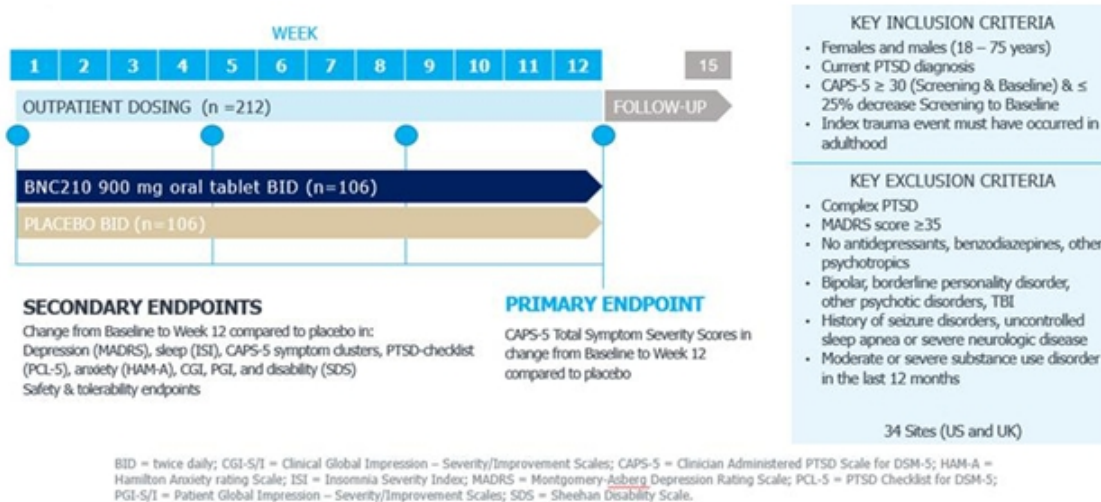 WEEK
1 2 3 4 5 6 7 8 9 10 11 12 15
OUTPATIENT DOSING (n =212)
FOLLOW-UP
BNC210 900 mg oral tablet BID (n=106)
PLACEBO BID (n=106)
SECONDARY ENDPOINTS
Change from Baseline to Week 12 compared to placebo in:
Depression (MADRS), sleep (ISI), CAPS-5 symptom clusters, PTSD-checklist
(PCL-5), anxiety (HAM-A), CGI, PGI, and disability (SDS)
Safety & tolerability endpoints
PRIMARY ENDPOINT
CAPS-5 Total Symptom Severity Scores in
change from Baseline to Week 12
compared to placebo
KEY INCLUSION CRITERIA
• Females and males (18 – 75 years)
• Current PTSD diagnosis
• CAPS-5 ≥ 30 (Screening & Baseline) & ≤
25% decrease Screening to Baseline
• Index trauma event must have occurred in
adulthood
KEY EXCLUSION CRITERIA
• Complex PTSD
• MADRS score ≥35
• No antidepressants, benzodiazepines, other
psychotropics
• Bipolar, borderline personality disorder,
other psychotic disorders, TBI
• History of seizure disorders, uncontrolled
sleep apnea or severe neurologic disease
• Moderate or severe substance use disorder
in the last 12 months
34 Sites (US and UK)
BID = twice daily; CGI-S/I = Clinical Global Impression – Severity/Improvement Scales; CAPS-5 = Clinician Administered PTSD Scale for DSM-5; HAM-A =
Hamilton Anxiety rating Scale; ISI = Insomnia Severity Index; MADRS = Montgomery-Asberg Depression Rating Scale; PCL-5 = PTSD Checklist for DSM-5;
PGI-S/I = Patient Global Impression – Severity/Improvement Scales; SDS = Sheehan Disability Scale.